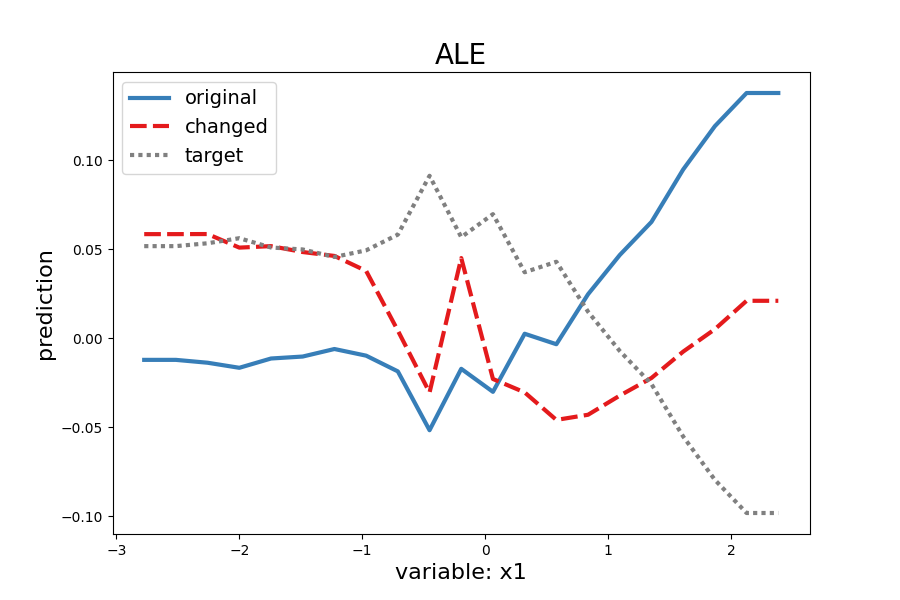 ALE
original
changed
target
prediction
0.10
0.05
0.00
−0.05
−0.10
−3
−2
−1
0
1
2
variable: x1